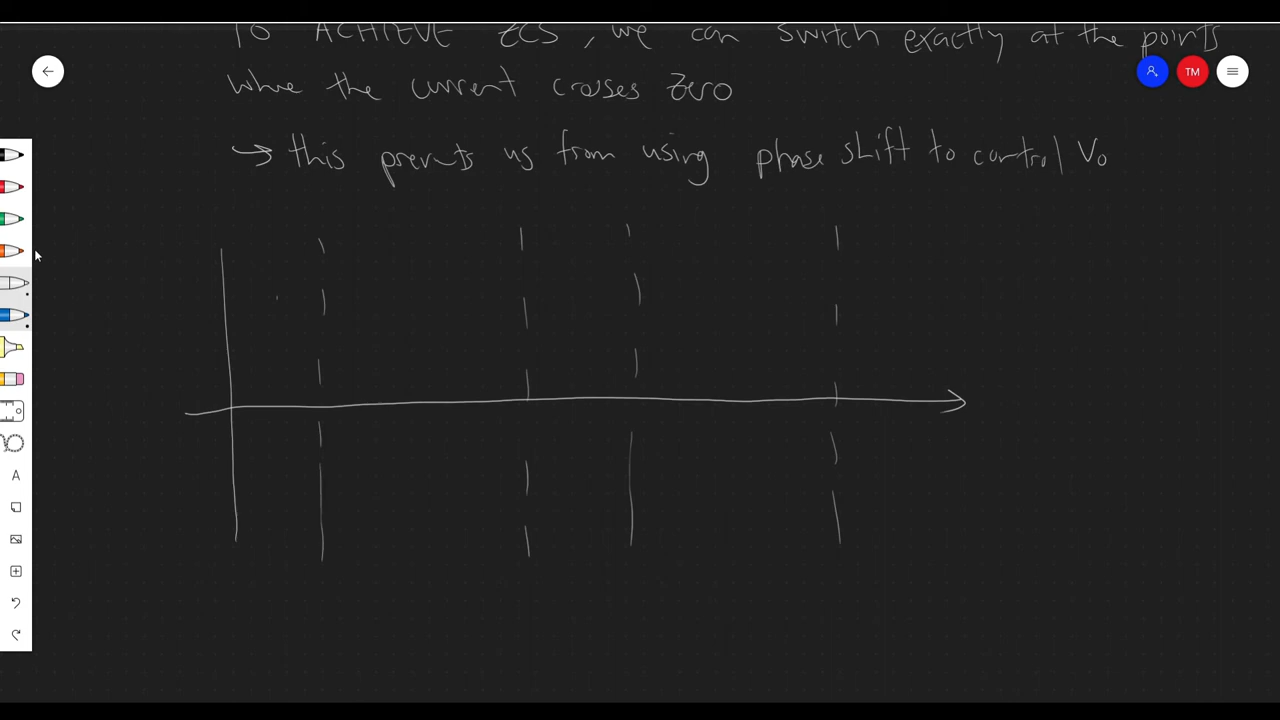 To ACHIEVE ZCS, we can switch exactly at the points
where the current crosses zero
→ this prevents us from using phase shift to control Vo
TM
A